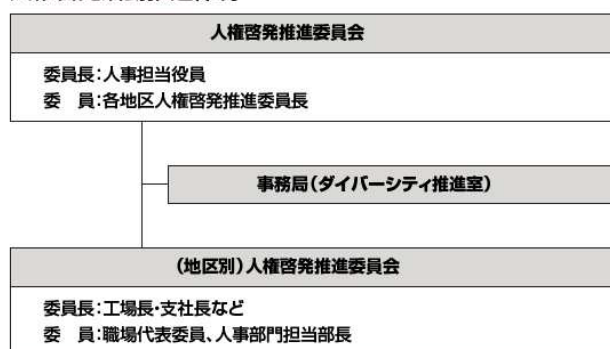 人権啓発推進委員会
委員長:人事担当役員
委　員:各地区人権啓発推進委員長
事務局(ダイバーシティ推進室)
(地区別)人権啓発推進委員会
委員長:工場長・支社長など
委　員:職場代表委員、人事部門担当部長